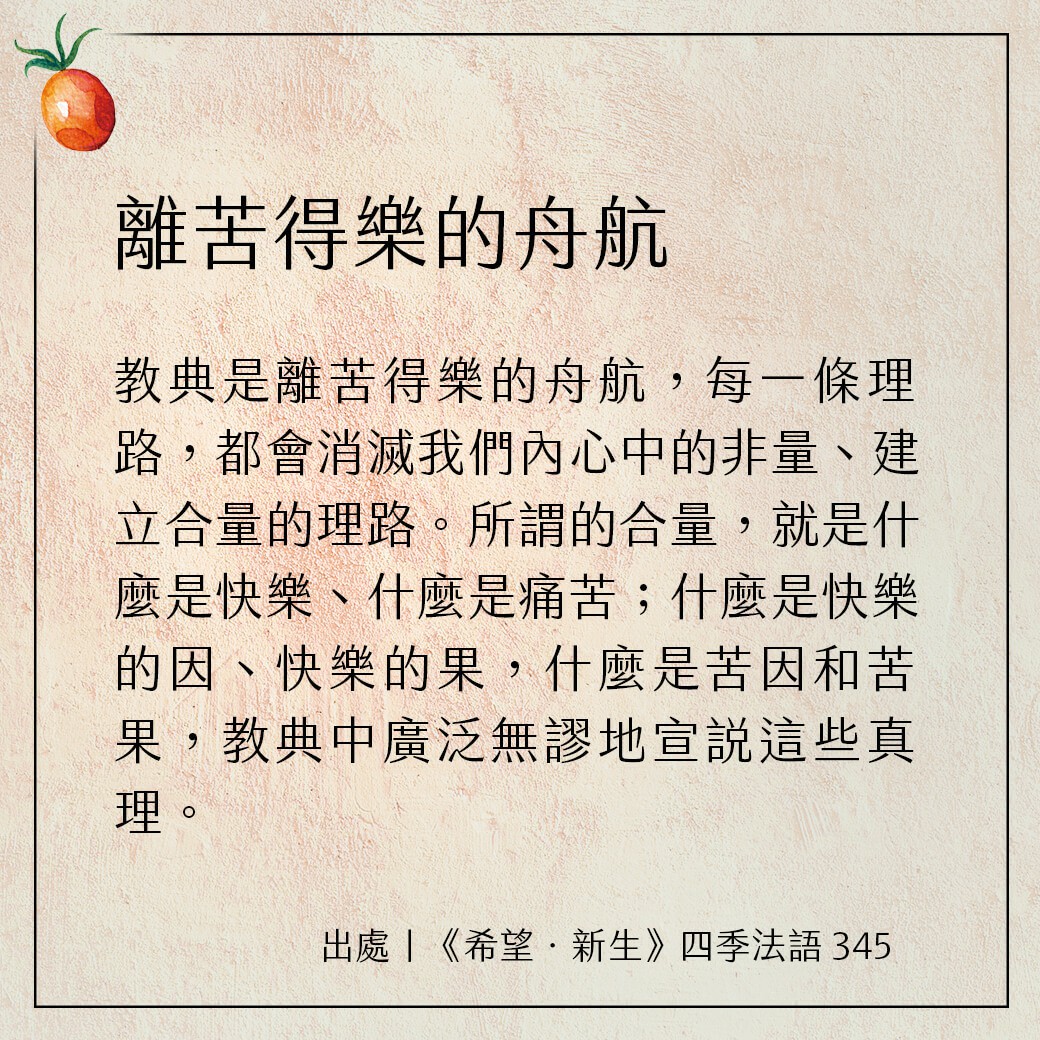 離苦得樂的舟航
教典是離苦得樂的舟航，每一條理
路，都會消滅我們內心中的非量、建
立合量的理路。所謂的合量，就是什
麼是快樂、什麼是痛苦；什麼是快樂
的因、快樂的果，什麼是苦因和苦
果，教典中廣泛無謬地宣說這些真
理。
出處｜《希望．新生》四季法語 345